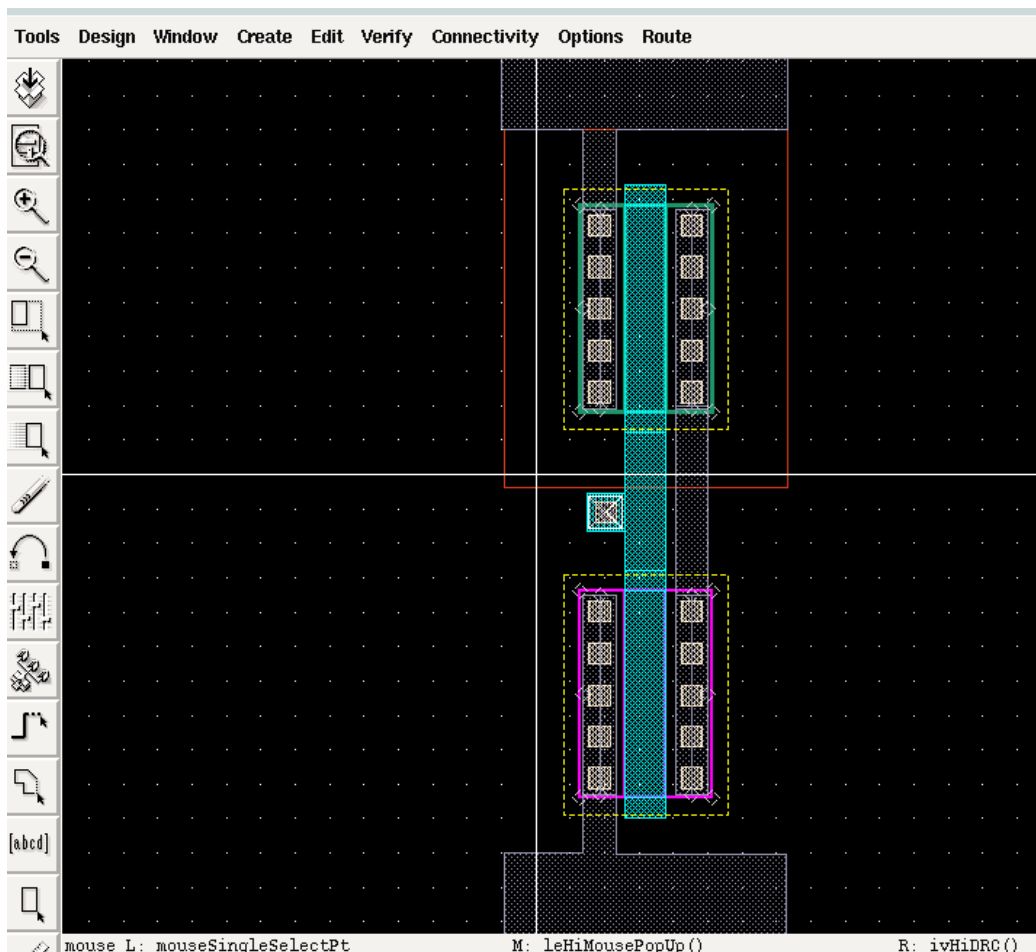 Tools Design Window Create Edit Verify Connectivity Options Route
[abcd]
mouse L: mouseSingleSelectPt M: leHiMousePopUp() R: ivHiDRC()